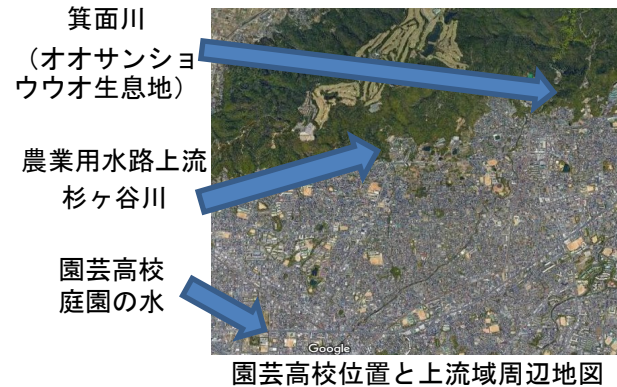 箕面川
（オオサンショ
ウウオ生息地）
農業用水路上流
杉ヶ谷川
園芸高校
庭園の水
Google
園芸高校位置と上流域周辺地図